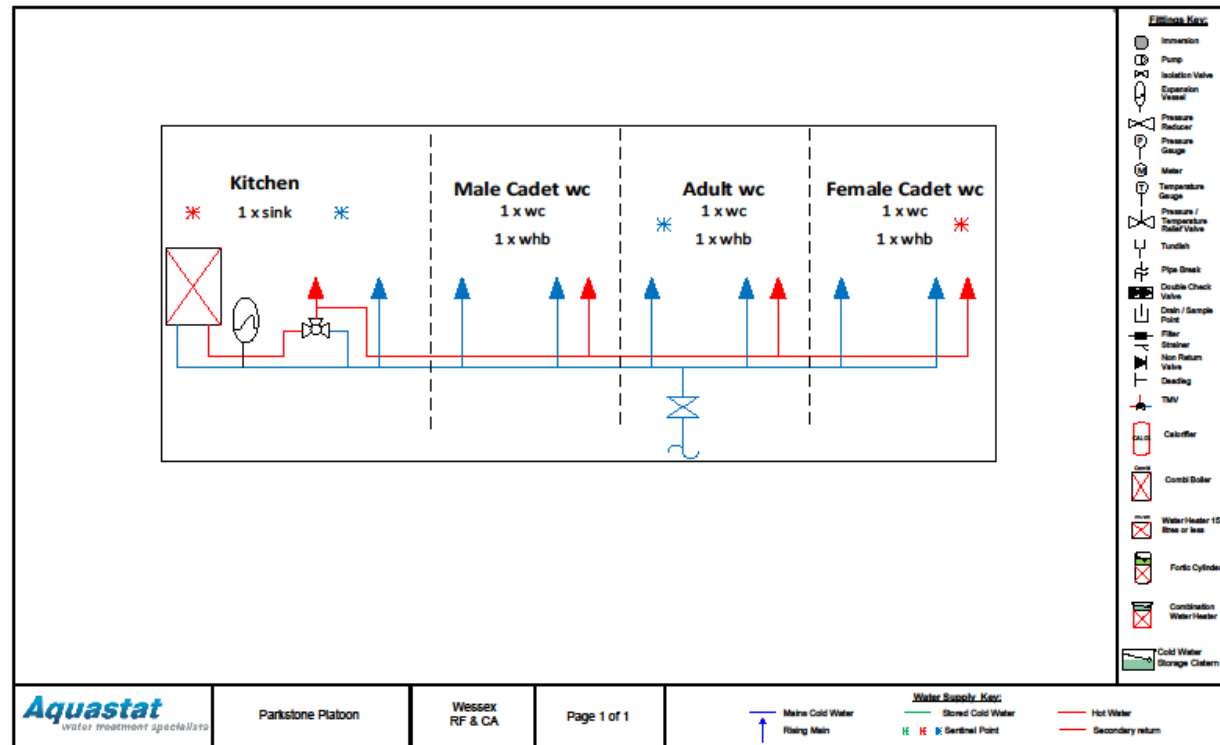 Kitchen
1 x sink
Male Cadet wc
1 x wc
1 x whb
Adult wc
1 x wc
1 x whb
Female Cadet wc
1 x wc
1 x whb
Fittings Key:
Immersion
Pump
Isolation Valve
Expansion
Vessel
Pressure
Reducer
P
Pressure
Gauge
M
Meter
T
Temperature
Gauge
Pressure /
Temperature
Relief Valve
Tundish
Pipe Break
Double Check
Valve
Drain / Sample
Point
Filter
Strainer
Non Return
Valve
Deadleg
TMV
Calorifier
Combi Boiler
Water Heater 15
litres or less
Fortic Cylinder
Combination
Water Heater
Cold Water
Storage Cistern
Aquastat
water treatment specialists
Parkstone Platoon
Wessex
RF & CA
Page 1 of 1
Water Supply Key:
Mains Cold Water
Stored Cold Water
Hot Water
Rising Main
Sentinel Point
Secondary return